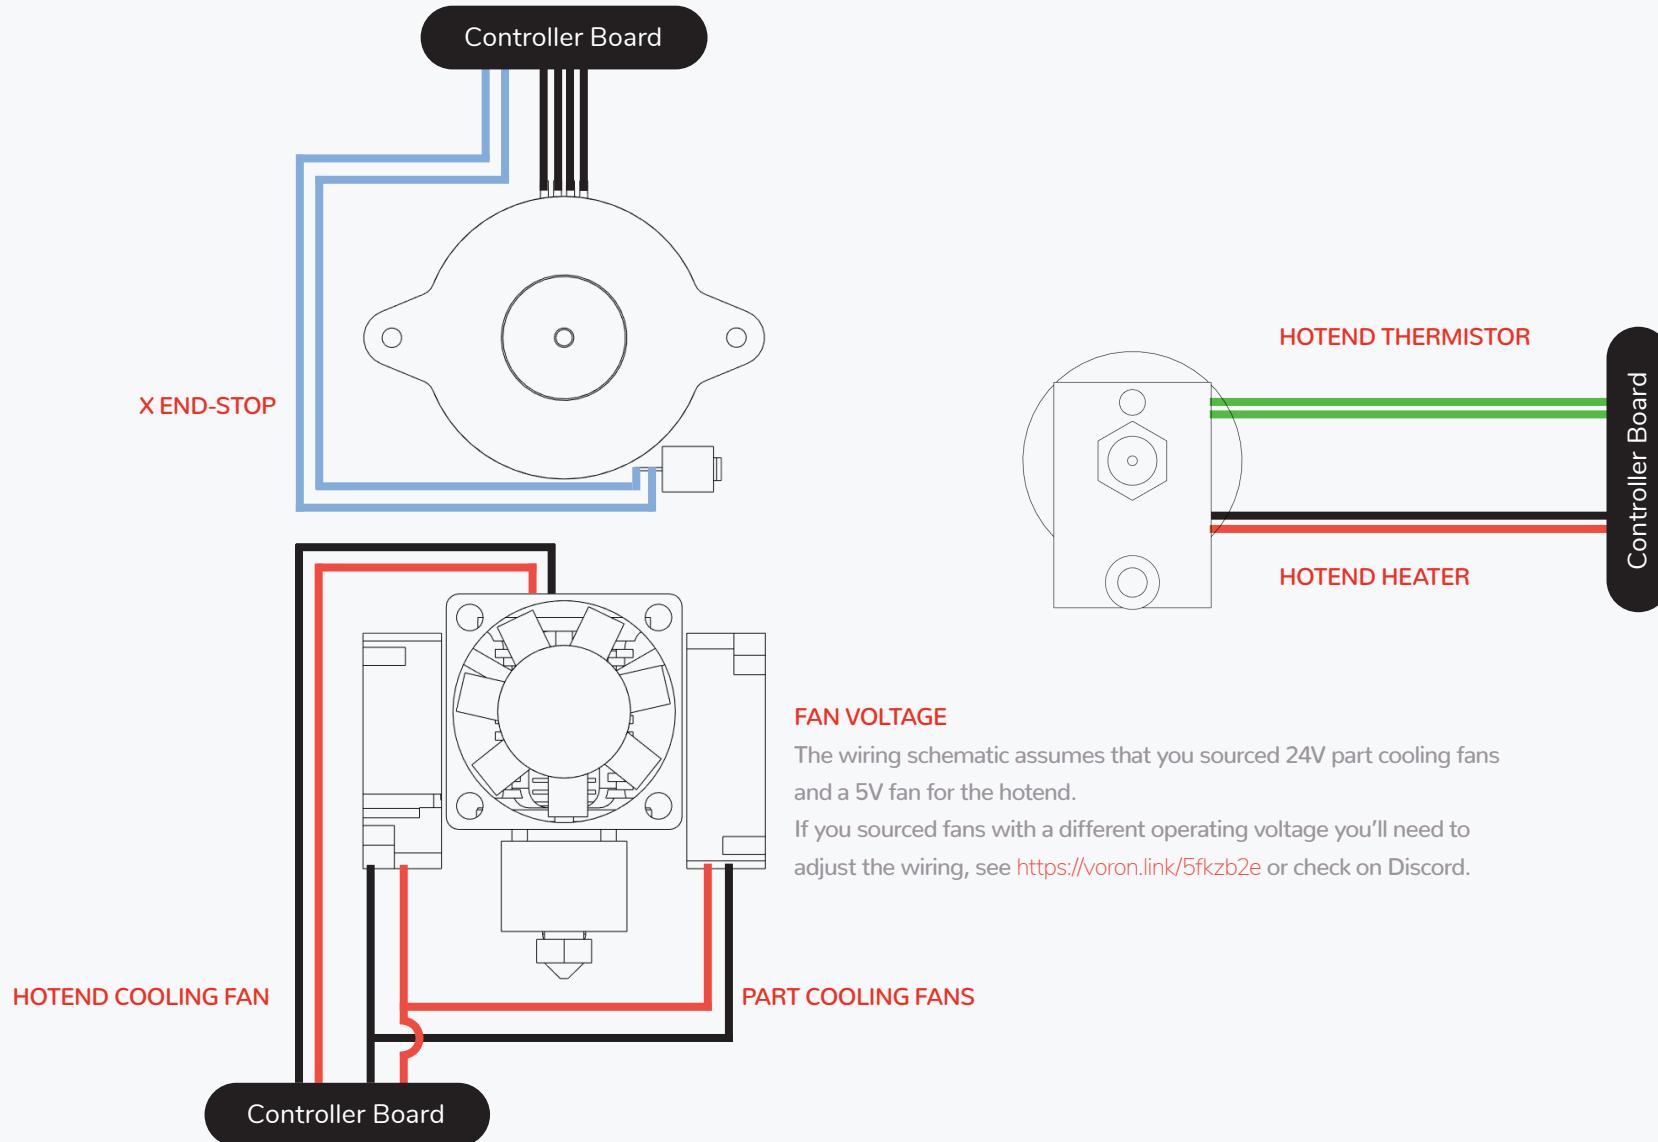 Controller Board
X END-STOP
HOTEND THERMISTOR
Controller Board
HOTEND HEATER
FAN VOLTAGE
The wiring schematic assumes that you sourced 24V part cooling fans
and a 5V fan for the hotend.
If you sourced fans with a different operating voltage you’ll need to
adjust the wiring, see https://voron.link/5fkzb2e or check on Discord.
HOTEND COOLING FAN
PART COOLING FANS
Controller Board